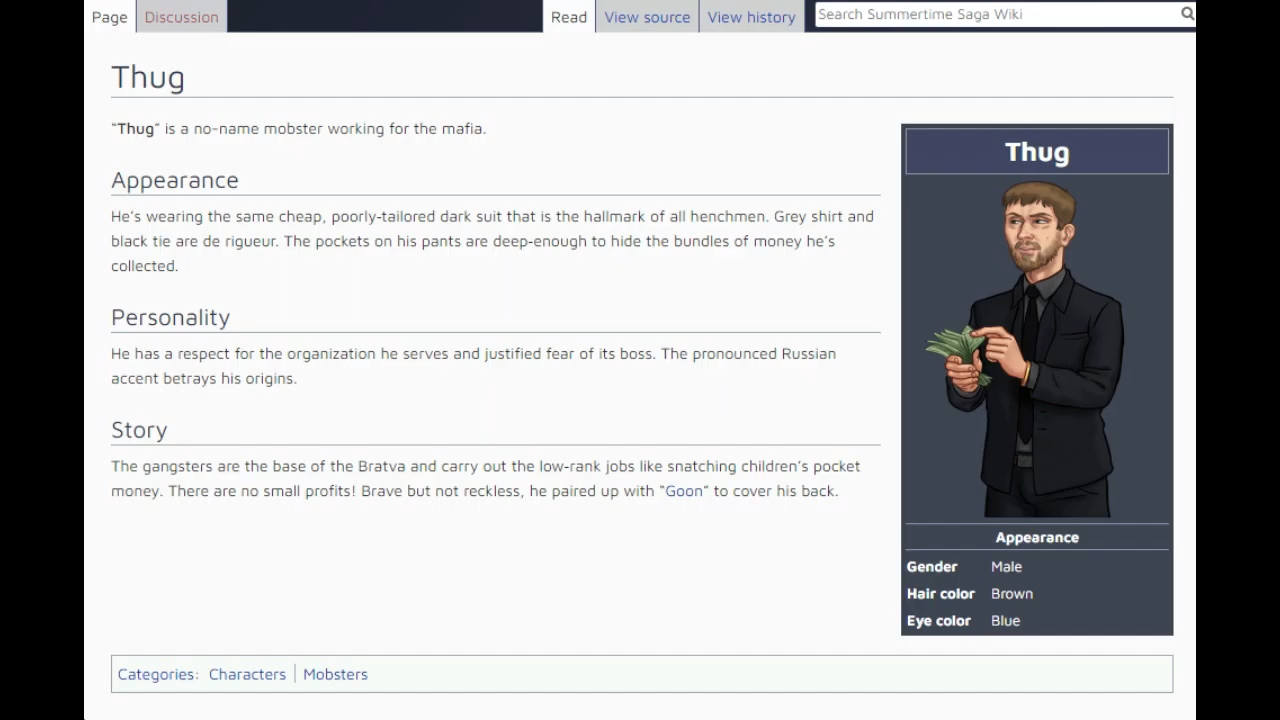 Page Discussion Read View source View history Search Summertime Saga Wiki
Thug
“Thug” is a no-name mobster working for the mafia.
Appearance
He’s wearing the same cheap, poorly-tailored dark suit that is the hallmark of all henchmen. Grey shirt and
black tie are de rigueur. The pockets on his pants are deep-enough to hide the bundles of money he’s
collected.
Personality
He has a respect for the organization he serves and justified fear of its boss. The pronounced Russian
accent betrays his origins.
Story
The gangsters are the base of the Bratva and carry out the low-rank jobs like snatching children’s pocket
money. There are no small profits! Brave but not reckless, he paired up with “Goon” to cover his back.
Thug
Appearance
Gender Male
Hair color Brown
Eye color Blue
Categories: Characters Mobsters